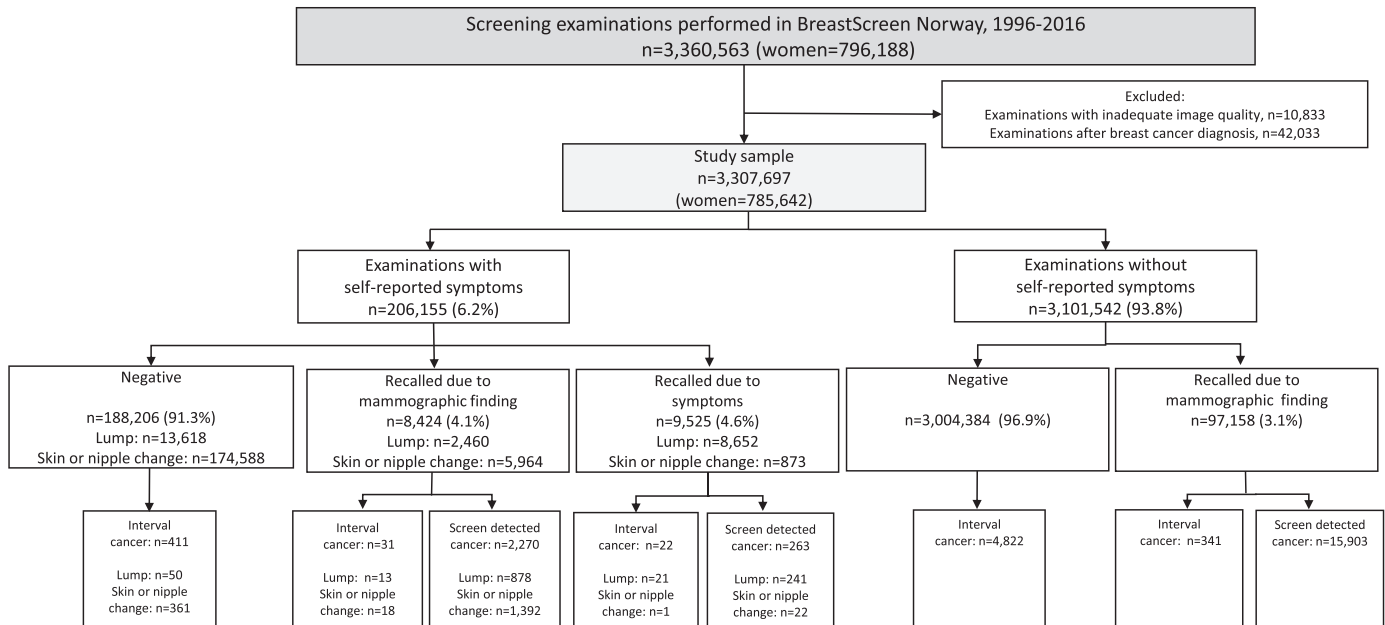 Screening examinations performed in BreastScreen Norway, 1996-2016
n=3,360,563 (women=796,188)
Excluded:
Examinations with inadequate image quality, n=10,833
Examinations after breast cancer diagnosis, n=42,033
Study sample
n=3,307,697
(women=785,642)
Examinations with
self-reported symptoms
n=206,155 (6.2%)
Examinations without
self-reported symptoms
n=3,101,542 (93.8%)
Negative
n=188,206 (91.3%)
Lump: n=13,618
Skin or nipple change: n=174,588
Recalled due to
mammographic finding
n=8,424 (4.1%)
Lump: n=2,460
Skin or nipple change: n=5,964
Recalled due to
symptoms
n=9,525 (4.6%)
Lump: n=8,652
Skin or nipple change: n=873
Negative
n=3,004,384 (96.9%)
Recalled due to
mammographic finding
n=97,158 (3.1%)
Interval
cancer: n=411
Lump: n=50
Skin or nipple
change: n=361
Interval
cancer: n=31
Lump: n=13
Skin or nipple
change: n=18
Screen detected
cancer: n=2,270
Lump: n=878
Skin or nipple
change: n=1,392
Interval
cancer: n=22
Lump: n=21
Skin or nipple
change: n=1
Screen detected
cancer: n=263
Lump: n=241
Skin or nipple
change: n=22
Interval
cancer: n=4,822
Interval
cancer: n=341
Screen detected
cancer: n=15,903